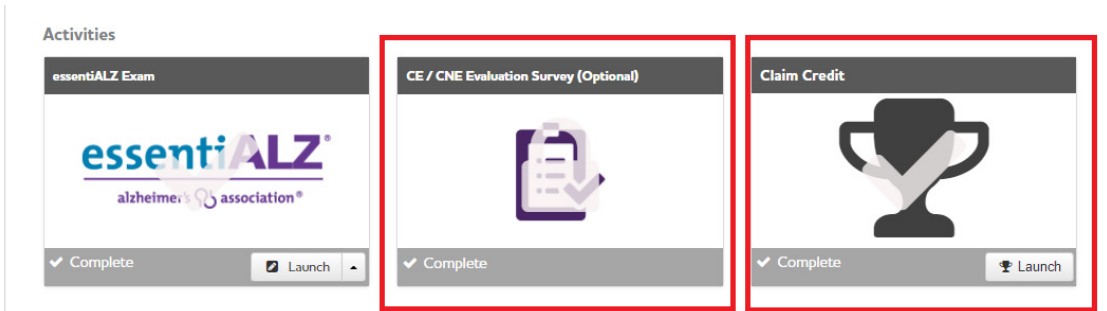 Activities
essentiALZ Exam
essentiALZ®
alzheimer's association®
Complete
Launch
CE / CNE Evaluation Survey (Optional)
Complete
Claim Credit
Complete
Launch